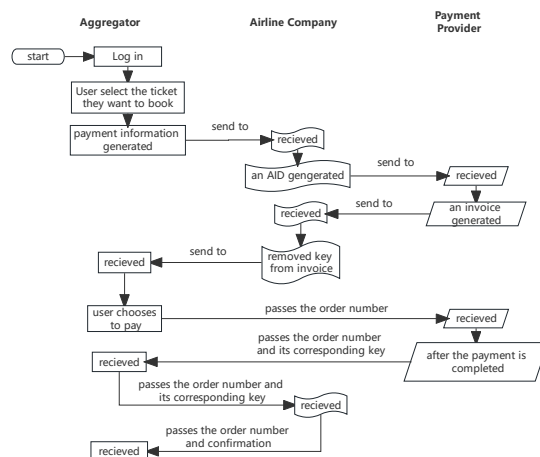 Aggregator
Airline Company
Payment
Provider
start
Log in
User select the ticket
they want to book
payment information
generated
send to
recieved
an AID gengerated
send to
recieved
an invoice
generated
send to
recieved
removed key
from invoice
send to
recieved
user chooses
to pay
passes the order number
recieved
after the payment is
completed
passes the order number
and its corresponding key
recieved
passes the order number and
its corresponding key
recieved
passes the order number
and confirmation
recieved